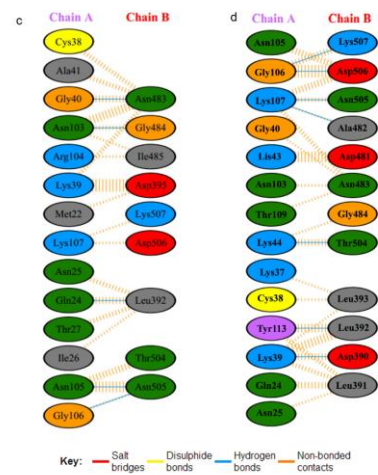 c
Chain A Chain B
Cys38
Ala41
Gly40 Asn483
Asn103 Gly484
Arg104 Ile485
Lys39 Asp395
Met22 Lys507
Lys107 Asp506
Asn25
Gln24 Leu392
Thr27
Ile26 Thr504
Asn105 Asn505
Gly106
d
Chain A Chain B
Asn105 Lys507
Gly106 Asp506
Lys107 Asn505
Gly40 Ala482
Lis43 Asp481
Asn103 Asn483
Thr109 Gly484
Lys44 Thr504
Lys37
Cys38 Leu393
Tyr113 Leu392
Lys39 Asp390
Gln24 Leu391
Asn25
Key: Salt bridges Disulphide bonds Hydrogen bonds Non-bonded contacts